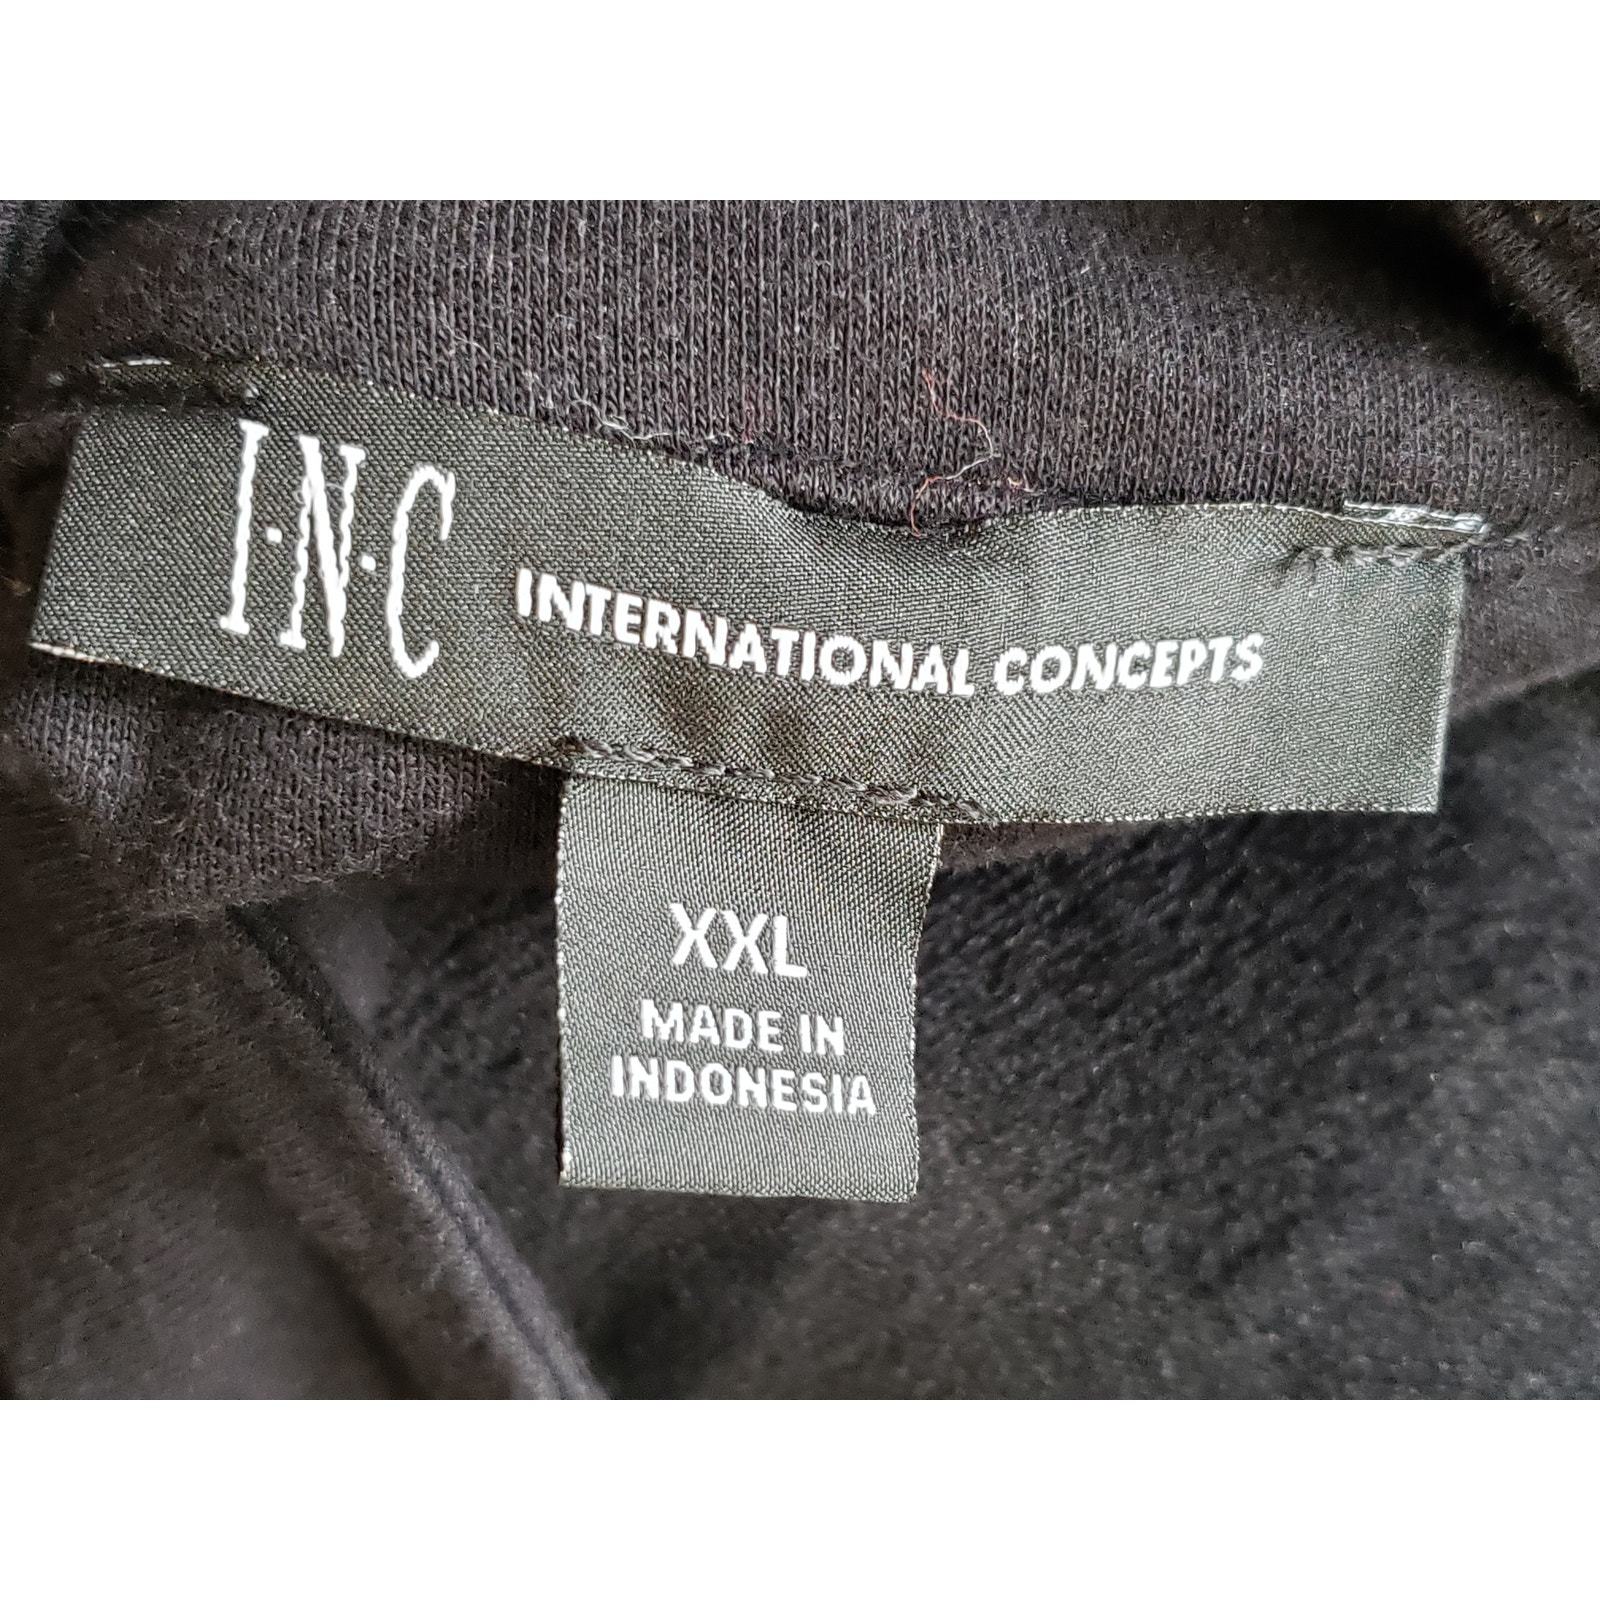 I·N·C INTERNATIONAL CONCEPTS
XXL
MADE IN
INDONESIA